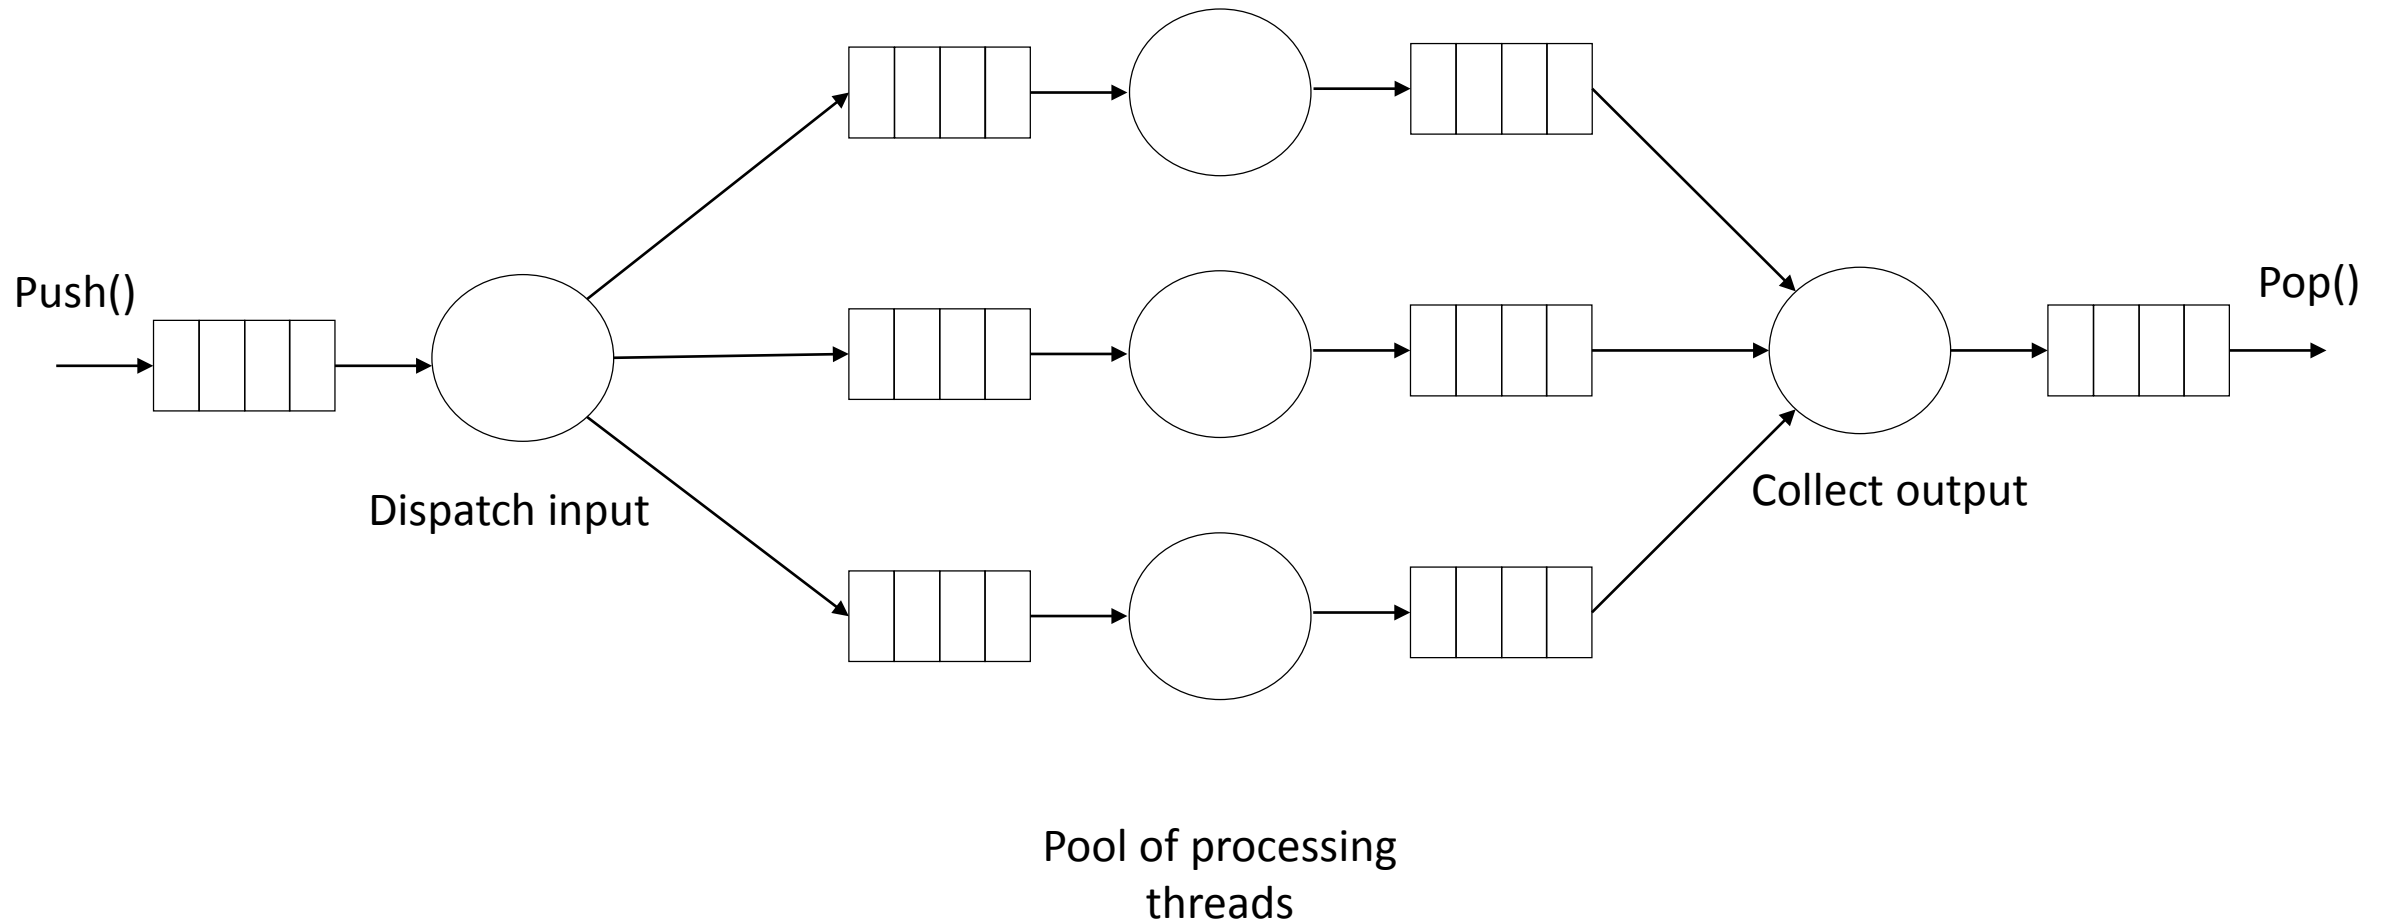 Push()
Pop()
Dispatch input
Collect output
Pool of processing
threads